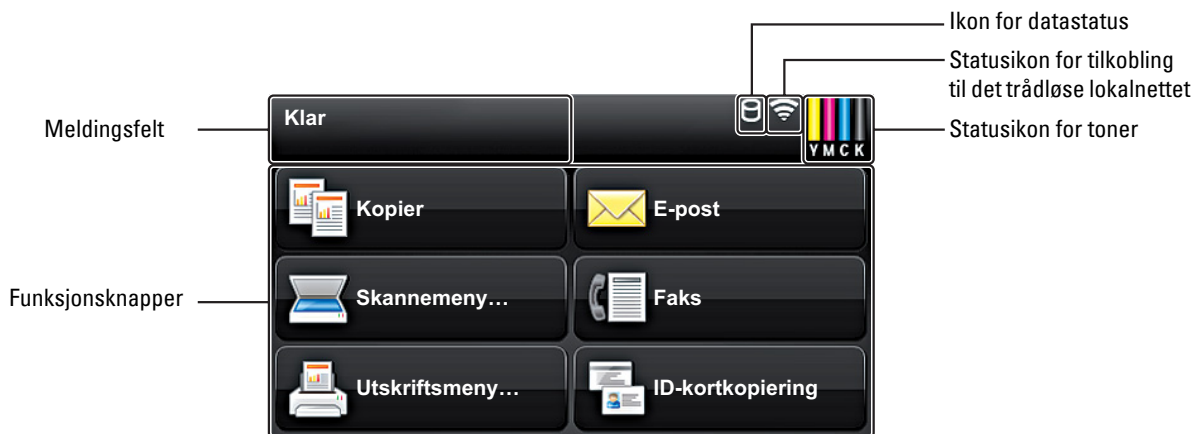 Ikon for datastatus
Statusikon for tilkobling
til det trådløse lokalnettet
Meldingsfelt
Klar
Statusikon for toner
Y M C K
Kopier
E-post
Funksjonsknapper
Skannemeny...
Faks
Utskriftsmeny...
ID-kortkopiering